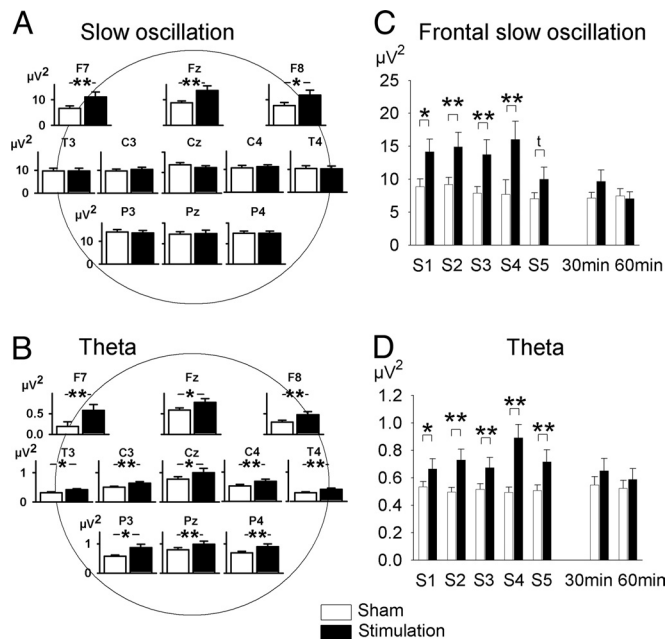 A Slow oscillation
µV²
F7
-**-
Fz
-**-
F8
-*-
10
0
µV²
T3
C3
Cz
C4
T4
10
0
µV²
P3
Pz
P4
10
0
B Theta
µV²
F7
-**-
Fz
-*-
F8
-**-
0.5
0.0
µV²
T3
-*-
C3
-**-
Cz
-*-
C4
-**-
T4
-**-
1
0
µV²
P3
-*-
Pz
-**-
P4
-**-
1
0
C Frontal slow oscillation
µV²
25
20
15
10
5
0
* ** ** ** t
S1 S2 S3 S4 S5 30min 60min
D Theta
µV²
1.2
1.0
0.8
0.6
0.4
0.2
0.0
* ** ** ** **
S1 S2 S3 S4 S5 30min 60min
Sham
Stimulation